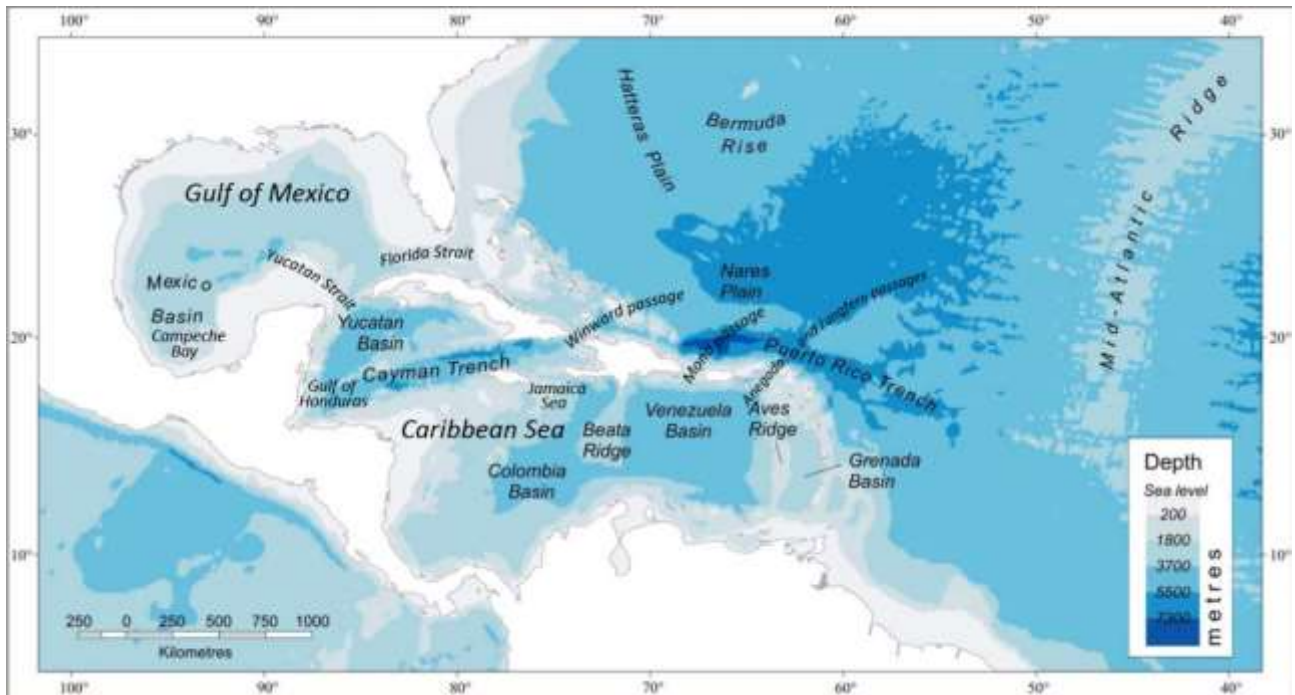 100° 90° 80° 70° 60° 50° 40°
30° 30°
20° 20°
10° 10°
Hatteras Plain
Bermuda
Rise
Mid-Atlantic Ridge
Gulf of Mexico
Florida Strait
Yucatan Strait
Mexico
Basin
Campeche
Bay
Nares
Plain
Winward passage
Mona passage
Puerto Rico Trench
Yucatan
Basin
Cayman Trench
Gulf of
Honduras
Jamaica
Sea
Caribbean Sea
Beata
Ridge
Venezuela
Basin
Aves
Ridge
Colombia
Basin
Grenada
Basin
Depth
Sea level
200
1800
3700
5500
7300
metres
250 0 250 500 750 1000
Kilometres
100° 90° 80° 70° 60° 50° 40°